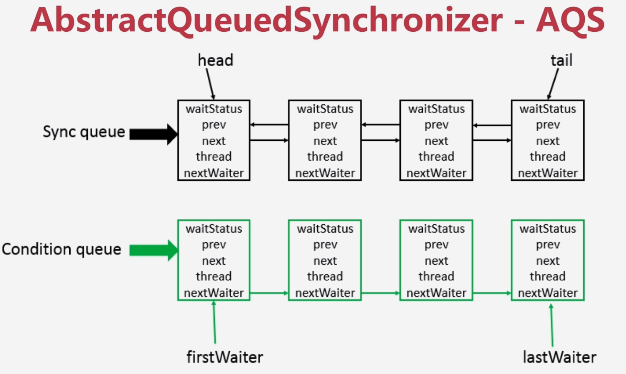 AbstractQueuedSynchronizer - AQS
head
tail
Sync queue
waitStatus
prev
next
thread
nextWaiter
waitStatus
prev
next
thread
nextWaiter
waitStatus
prev
next
thread
nextWaiter
waitStatus
prev
next
thread
nextWaiter
Condition queue
waitStatus
prev
next
thread
nextWaiter
waitStatus
prev
next
thread
nextWaiter
waitStatus
prev
next
thread
nextWaiter
waitStatus
prev
next
thread
nextWaiter
firstWaiter
lastWaiter